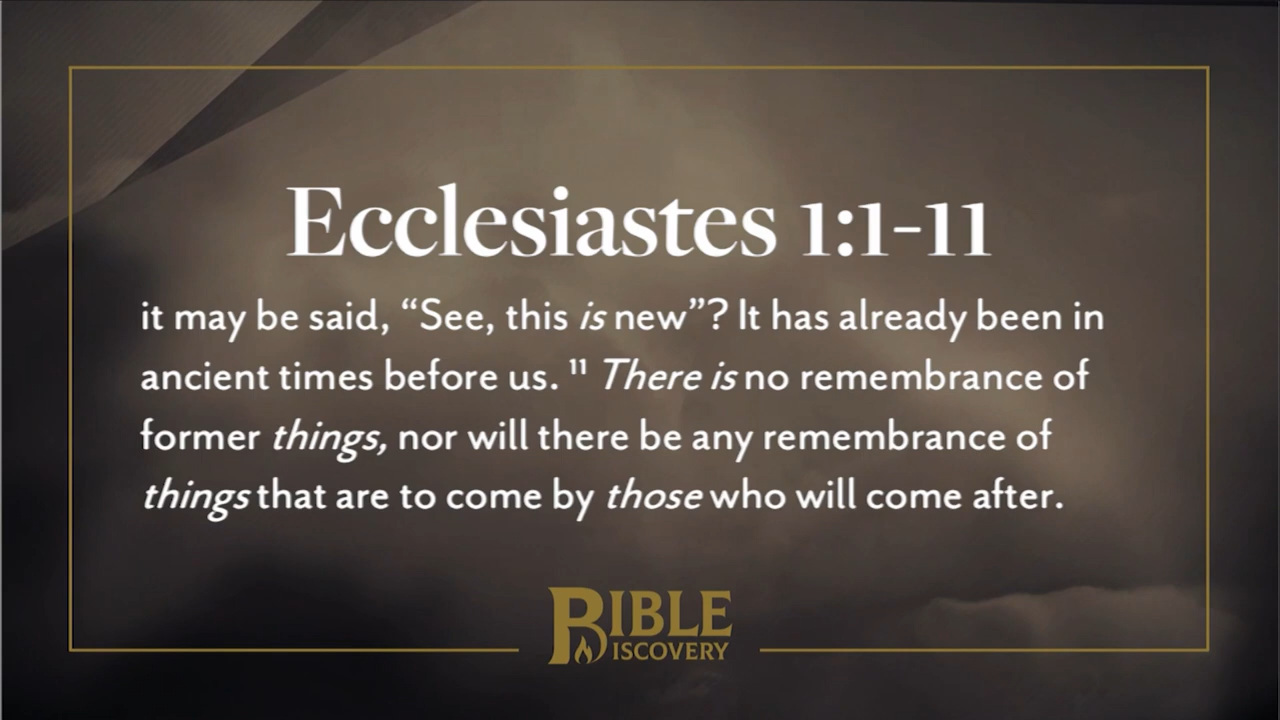 Ecclesiastes 1:1-11
it may be said, “See, this is new”? It has already been in
ancient times before us. ¹¹ There is no remembrance of
former things, nor will there be any remembrance of
things that are to come by those who will come after.
BIBLE
DISCOVERY